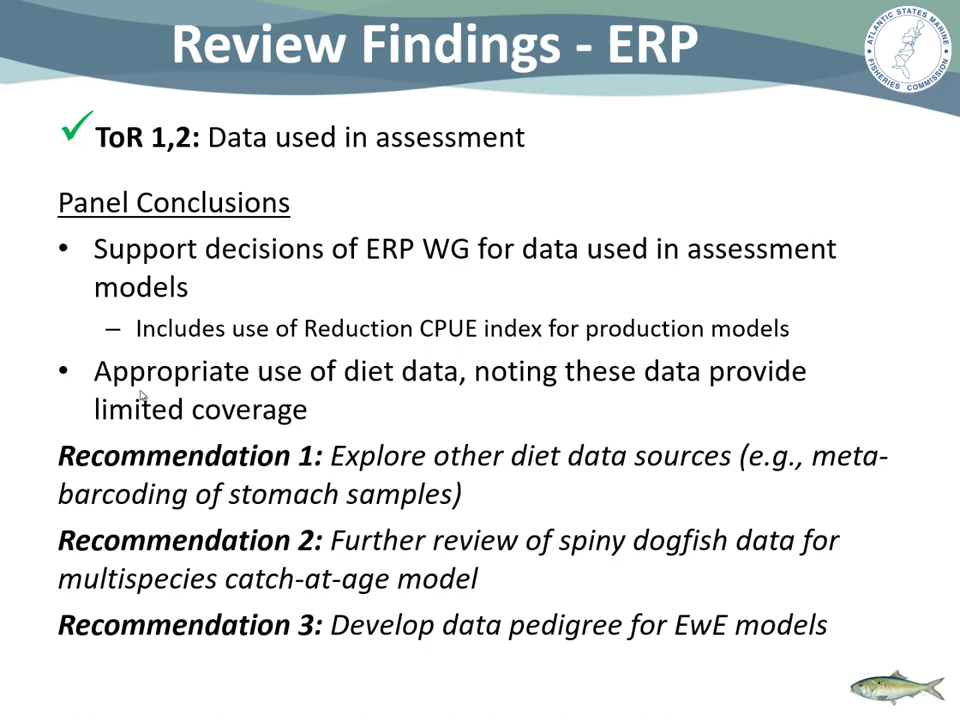 Review Findings - ERP
ATLANTIC STATES MARINE
FISHERIES COMMISSION
ToR 1,2: Data used in assessment
Panel Conclusions
• Support decisions of ERP WG for data used in assessment
models
– Includes use of Reduction CPUE index for production models
• Appropriate use of diet data, noting these data provide
limited coverage
Recommendation 1: Explore other diet data sources (e.g., meta-
barcoding of stomach samples)
Recommendation 2: Further review of spiny dogfish data for
multispecies catch-at-age model
Recommendation 3: Develop data pedigree for EwE models